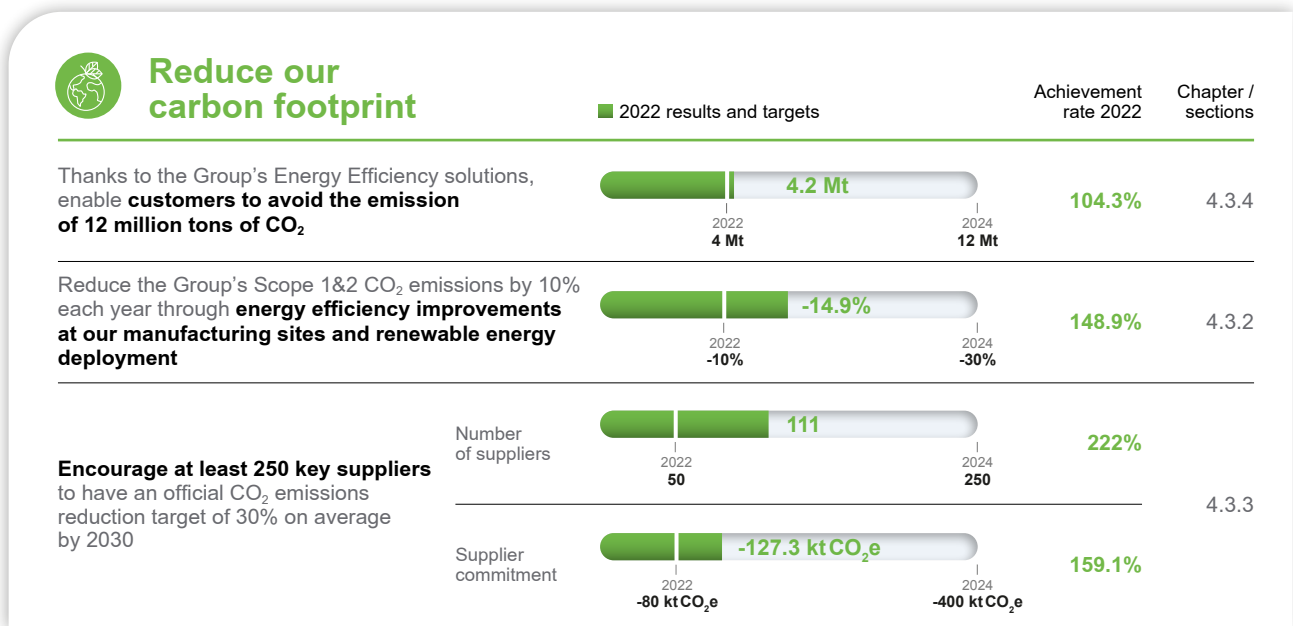 Reduce our
carbon footprint
2022 results and targets
Achievement
rate 2022
Chapter /
sections
Thanks to the Group's Energy Efficiency solutions,
enable customers to avoid the emission
of 12 million tons of CO₂
4.2 Mt
2022
4 Mt
2024
12 Mt
104.3%
4.3.4
Reduce the Group's Scope 1&2 CO₂ emissions by 10%
each year through energy efficiency improvements
at our manufacturing sites and renewable energy
deployment
-14.9%
2022
-10%
2024
-30%
148.9%
4.3.2
Encourage at least 250 key suppliers
to have an official CO₂ emissions
reduction target of 30% on average
by 2030
Number
of suppliers
111
2022
50
2024
250
222%
Supplier
commitment
-127.3 kt CO₂e
2022
-80 kt CO₂e
2024
-400 kt CO₂e
159.1%
4.3.3